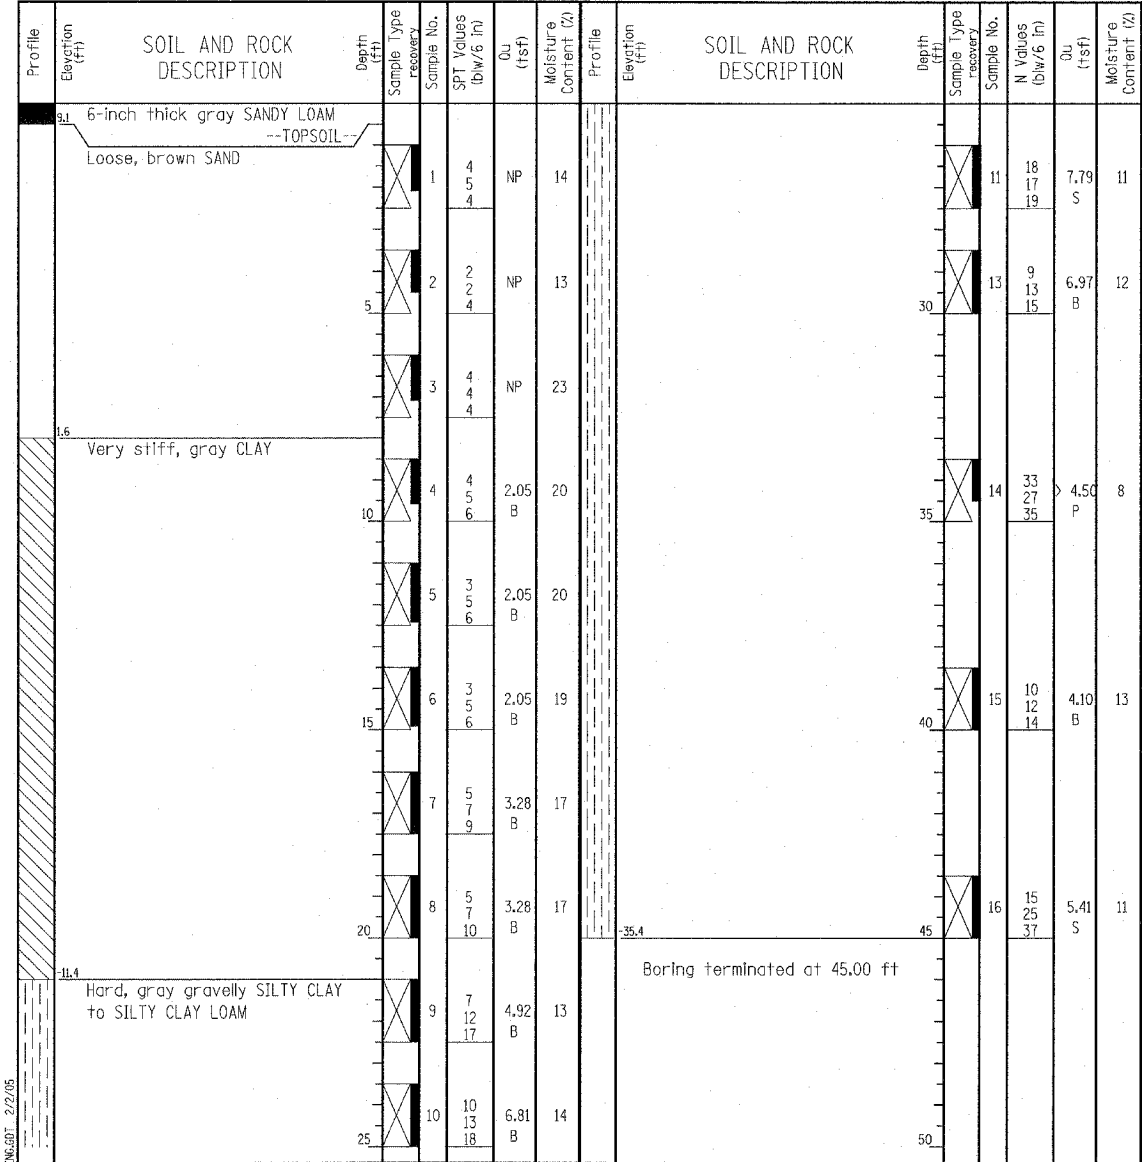 Profile
Elevation (ft)
SOIL AND ROCK DESCRIPTION
Depth (ft)
Sample Type recovery
Sample No.
SPT Values (blw/6 in)
Qu (tsf)
Moisture Content (%)
Profile
Elevation (ft)
SOIL AND ROCK DESCRIPTION
Depth (ft)
Sample Type recovery
Sample No.
N Values (blw/6 in)
Qu (tsf)
Moisture Content (%)
9.1 6-inch thick gray SANDY LOAM
--TOPSOIL--
Loose, brown SAND
1 4 5 4 NP 14
2 2 2 4 NP 13
5
3 4 4 4 NP 23
1.6
Very stiff, gray CLAY
4 4 5 6 2.05 B 20
10
5 3 5 6 2.05 B 20
6 3 5 6 2.05 B 19
15
7 5 7 9 3.28 B 17
8 5 7 10 3.28 B 17
20
-11.4
Hard, gray gravelly SILTY CLAY
to SILTY CLAY LOAM
9 7 12 17 4.92 B 13
10 10 13 18 6.81 B 14
25
11 18 17 19 7.79 S 11
13 9 13 15 6.97 B 12
30
14 33 27 35 > 4.50 P 8
35
15 10 12 14 4.10 B 13
40
16 15 25 37 5.41 S 11
-35.4
45
Boring terminated at 45.00 ft
50
2/2/05